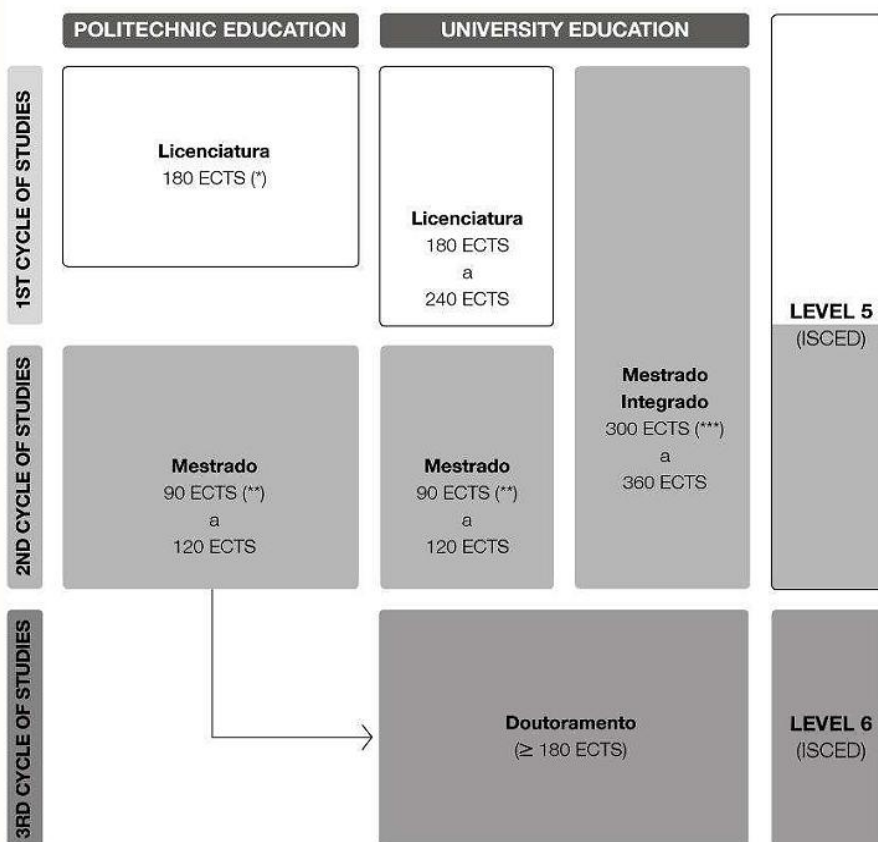 POLITECHNIC EDUCATION
UNIVERSITY EDUCATION
1ST CYCLE OF STUDIES
Licenciatura
180 ECTS (*)
Licenciatura
180 ECTS
a
240 ECTS
Mestrado
Integrado
300 ECTS (***)
a
360 ECTS
LEVEL 5
(ISCED)
2ND CYCLE OF STUDIES
Mestrado
90 ECTS (**)
a
120 ECTS
Mestrado
90 ECTS (**)
a
120 ECTS
3RD CYCLE OF STUDIES
Doutoramento
(≥ 180 ECTS)
LEVEL 6
(ISCED)